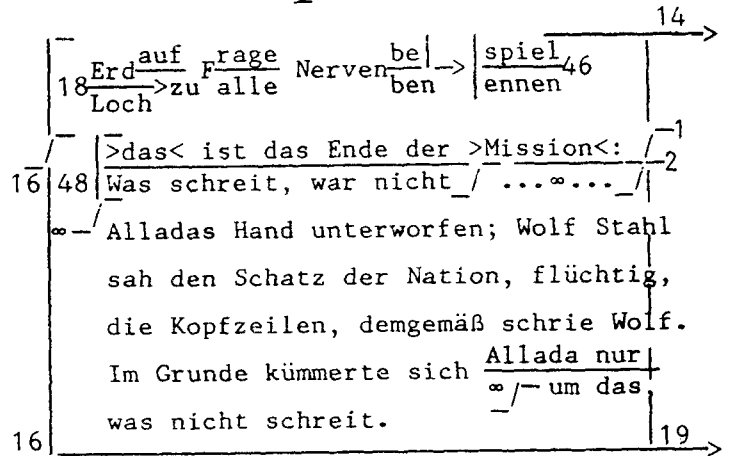 14
auf rage be spiel
18 Erd F Nerven -> 46
Loch >zu alle ben ennen
>das< ist das Ende der >Mission<: 1
16 48 Was schreit, war nicht _/ ...∞... _/ 2
∞ — Alladas Hand unterworfen; Wolf Stahl
sah den Schatz der Nation, flüchtig,
die Kopfzeilen, demgemäß schrie Wolf.
Im Grunde kümmerte sich Allada nur
∞ _/— um das,
was nicht schreit.
16 19